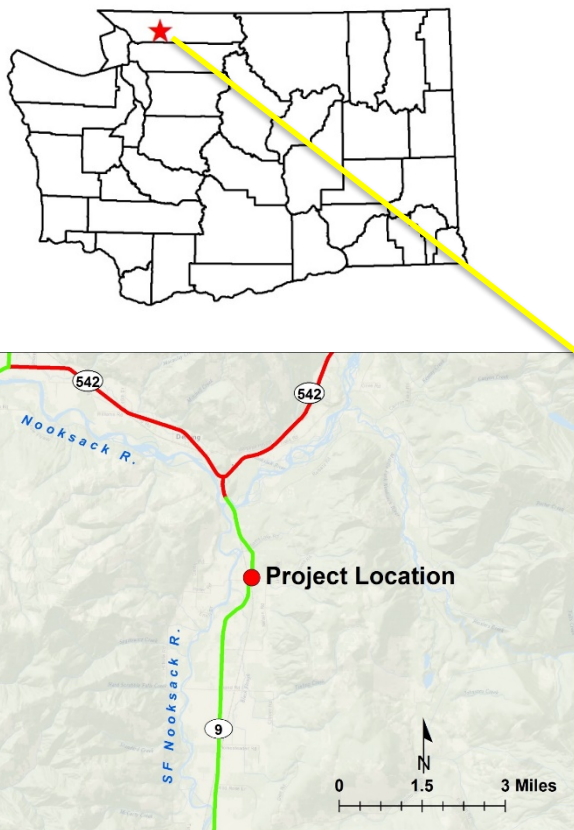 542
542
Nooksack R.
Project Location
SF Nooksack R.
9
N
0 1.5 3 Miles